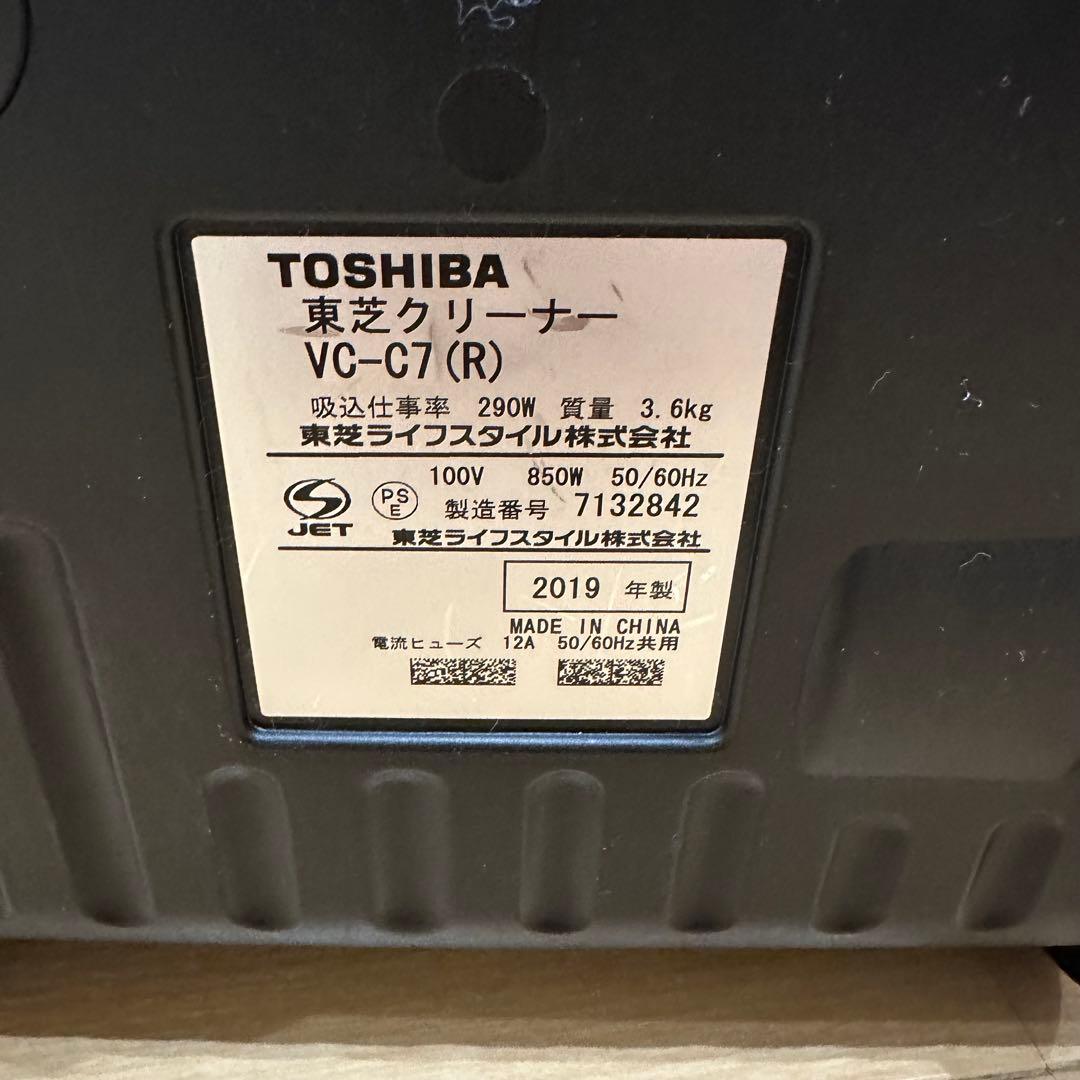 TOSHIBA
東芝クリーナー
VC-C7(R)
吸込仕事率 290W 質量 3.6kg
東芝ライフスタイル株式会社
100V 850W 50/60Hz
JET PSE 製造番号 7132842
東芝ライフスタイル株式会社
2019 年製
MADE IN CHINA
電流ヒューズ 12A 50/60Hz共用